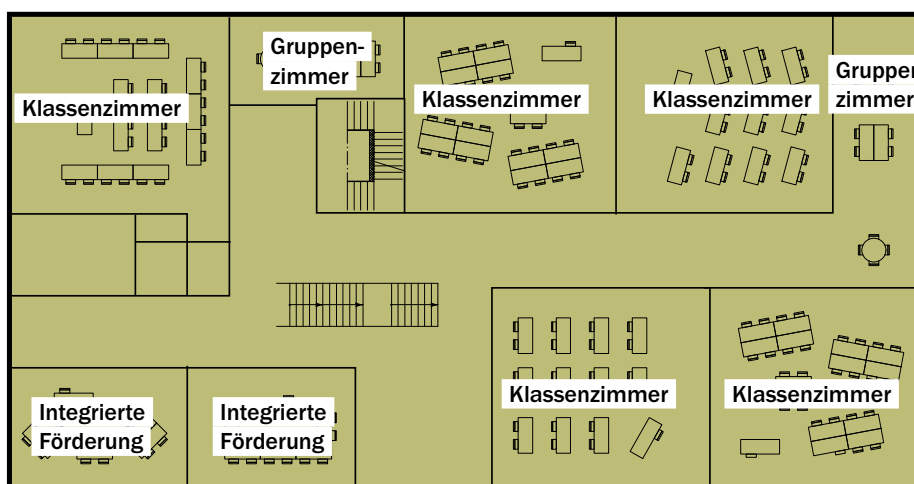 Gruppen-
zimmer
Klassenzimmer
Klassenzimmer
Klassenzimmer
Gruppen
zimmer
Klassenzimmer
Klassenzimmer
Integrierte
Förderung
Integrierte
Förderung